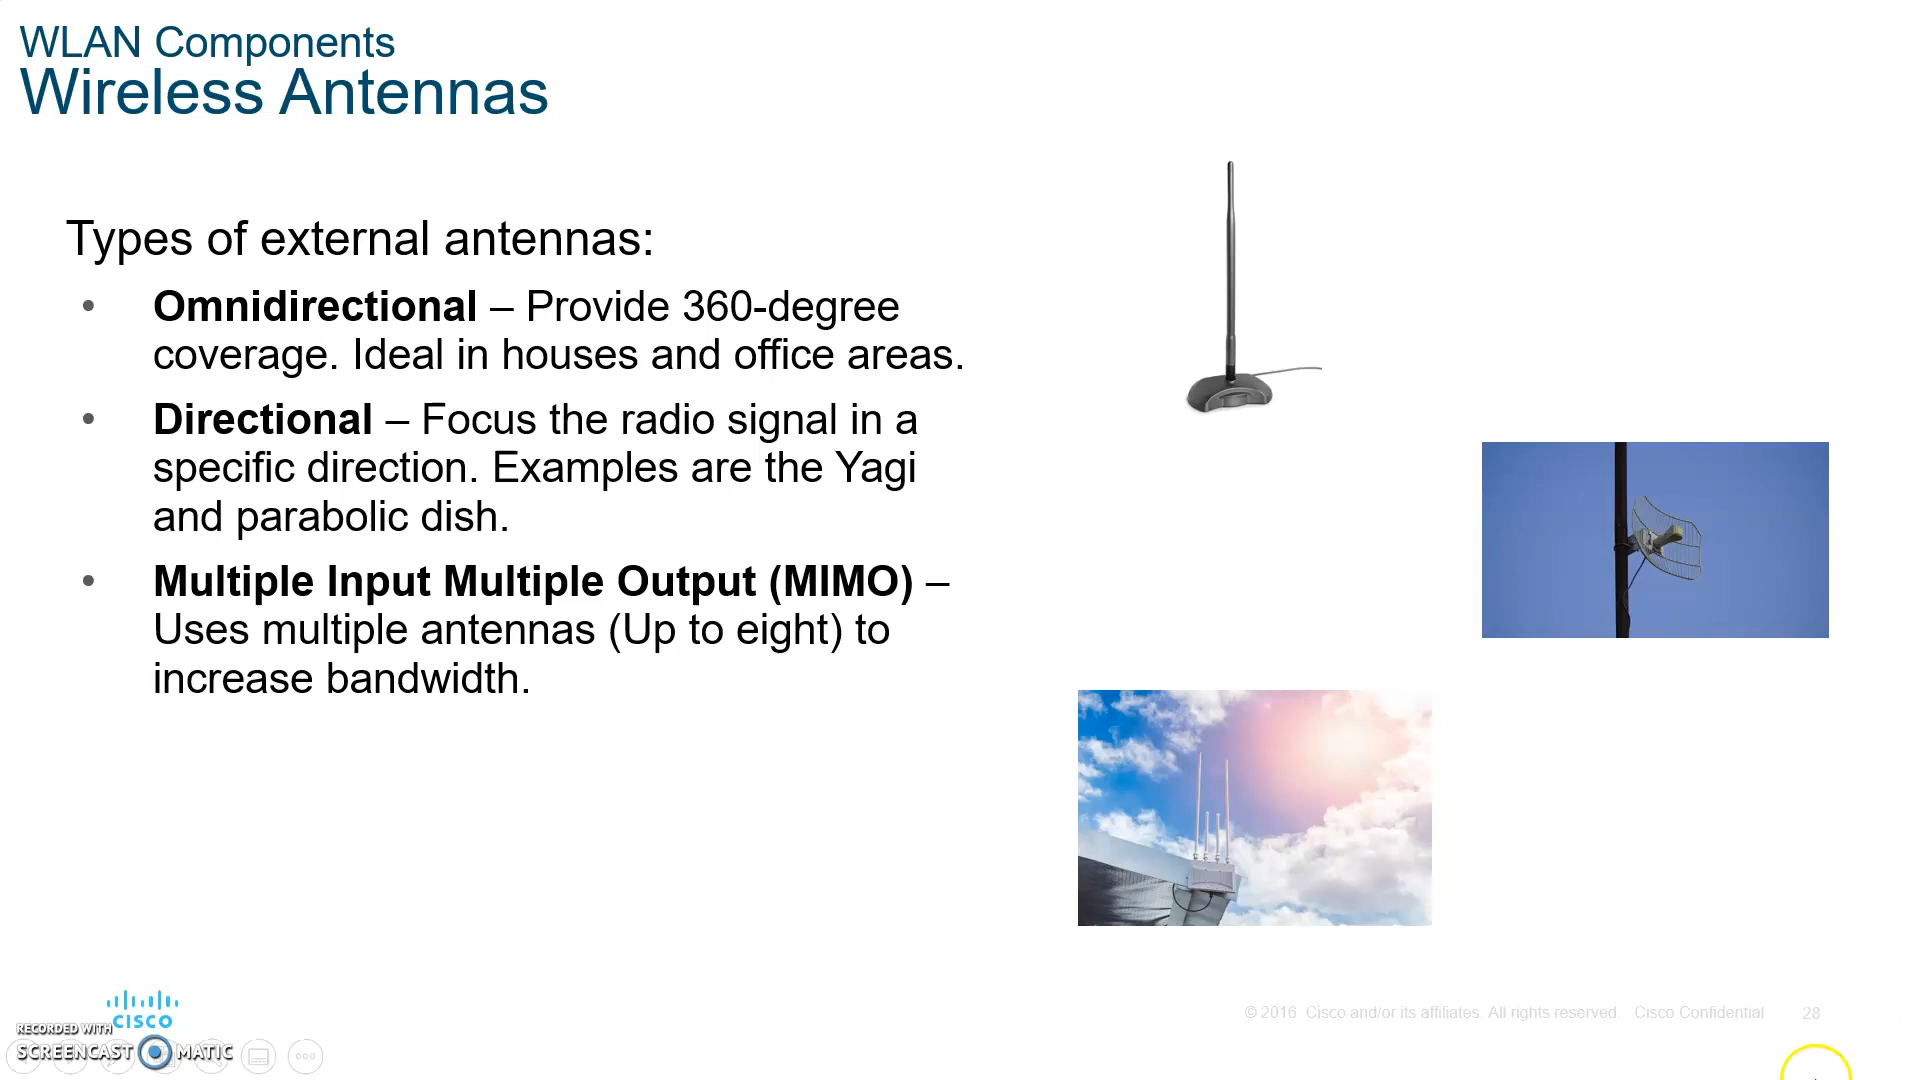 WLAN Components
Wireless Antennas
Types of external antennas:
• Omnidirectional – Provide 360-degree
coverage. Ideal in houses and office areas.
• Directional – Focus the radio signal in a
specific direction. Examples are the Yagi
and parabolic dish.
• Multiple Input Multiple Output (MIMO) –
Uses multiple antennas (Up to eight) to
increase bandwidth.
CISCO
© 2016 Cisco and/or its affiliates. All rights reserved. Cisco Confidential 28
RECORDED WITH
SCREENCAST MATIC